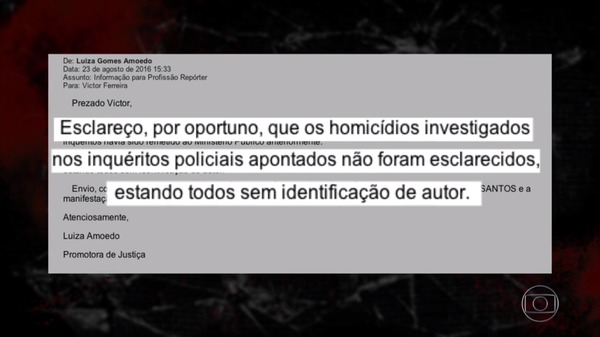 De: Luiza Gomes Amoedo
Data: 23 de agosto de 2016 15:33
Assunto: Informação para Profissão Repórter
Para: Victor Ferreira
Prezado Victor,
Esclareço, por oportuno, que os homicídios investigados
inquéritos havia sido remetido ao Ministério Público anteriormente.
nos inquéritos policiais apontados não foram esclarecidos,
Envio, SANTOS e a
estando todos sem identificação de autor.
Atenciosamente,
Luiza Amoedo
Promotora de Justiça